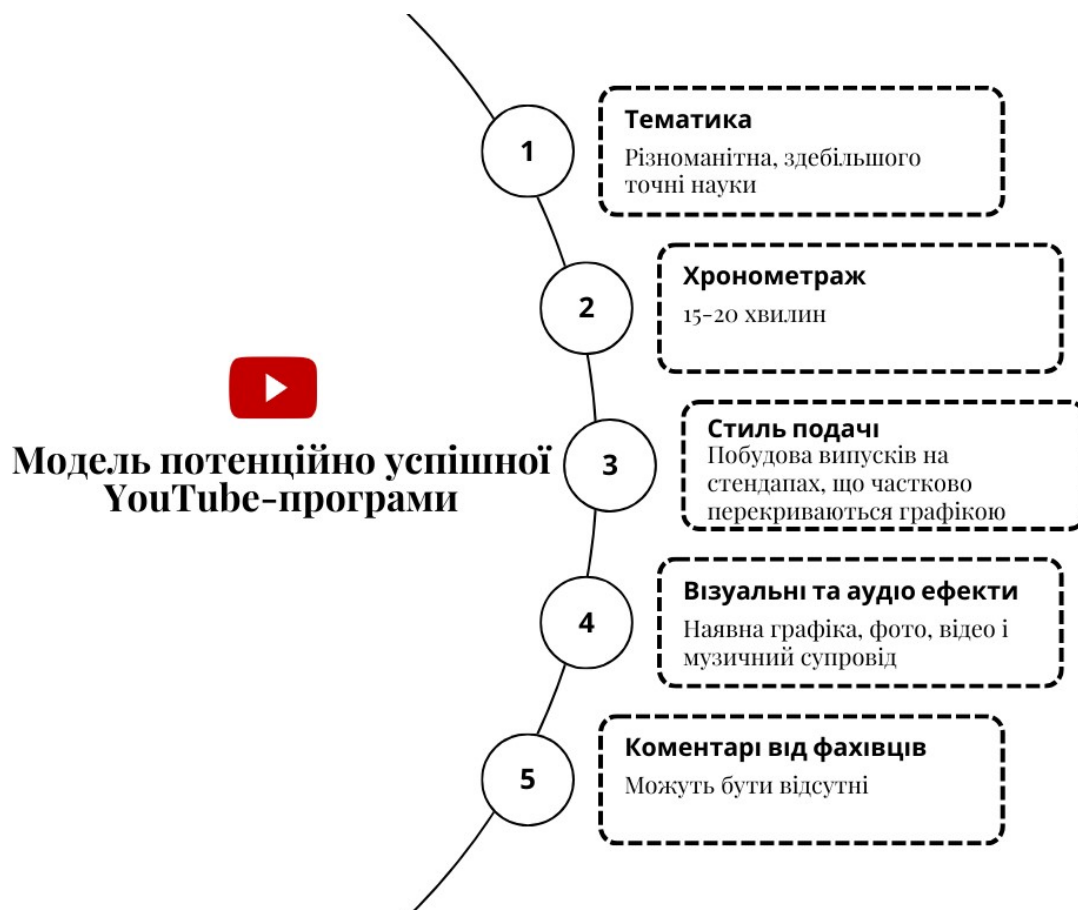 Модель потенційно успішної
YouTube-програми
1
Тематика
Різноманітна, здебільшого
точні науки
2
Хронометраж
15-20 хвилин
3
Стиль подачі
Побудова випусків на
стендапах, що частково
перекриваються графікою
4
Візуальні та аудіо ефекти
Наявна графіка, фото, відео і
музичний супровід
5
Коментарі від фахівців
Можуть бути відсутні